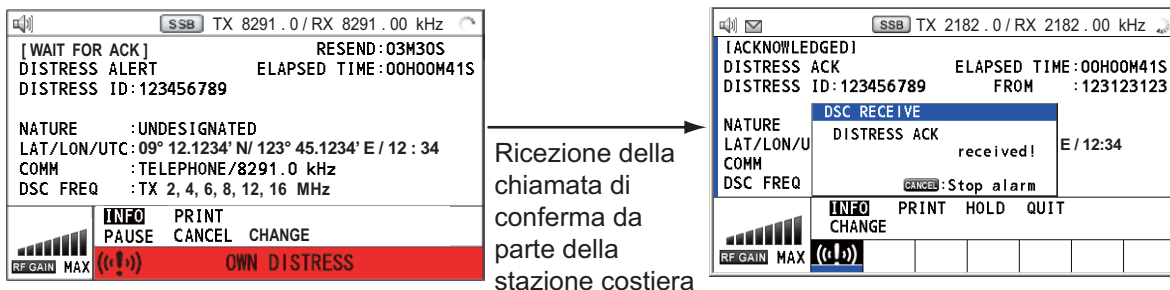 SSB TX 8291.0/RX 8291.00 kHz
[WAIT FOR ACK] RESEND:03M30S
DISTRESS ALERT ELAPSED TIME:00H00M41S
DISTRESS ID:123456789
NATURE :UNDESIGNATED
LAT/LON/UTC:09° 12.1234' N/ 123° 45.1234' E / 12 : 34
COMM :TELEPHONE/8291.0 kHz
DSC FREQ :TX 2, 4, 6, 8, 12, 16 MHz
INFO PRINT
PAUSE CANCEL CHANGE
RF GAIN MAX OWN DISTRESS
Ricezione della
chiamata di
conferma da
parte della
stazione costiera
SSB TX 2182.0/RX 2182.00 kHz
[ACKNOWLEDGED]
DISTRESS ACK ELAPSED TIME:00H00M41S
DISTRESS ID:123456789 FROM :123123123
DSC RECEIVE
NATURE
DISTRESS ACK
LAT/LON/U E / 12:34
received!
COMM
DSC FREQ
CANCEL:Stop alarm
INFO PRINT HOLD QUIT
CHANGE
RF GAIN MAX